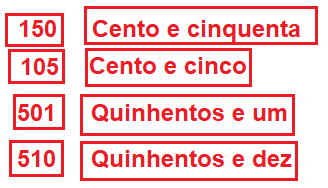 150 Cento e cinquenta
105 Cento e cinco
501 Quinhentos e um
510 Quinhentos e dez